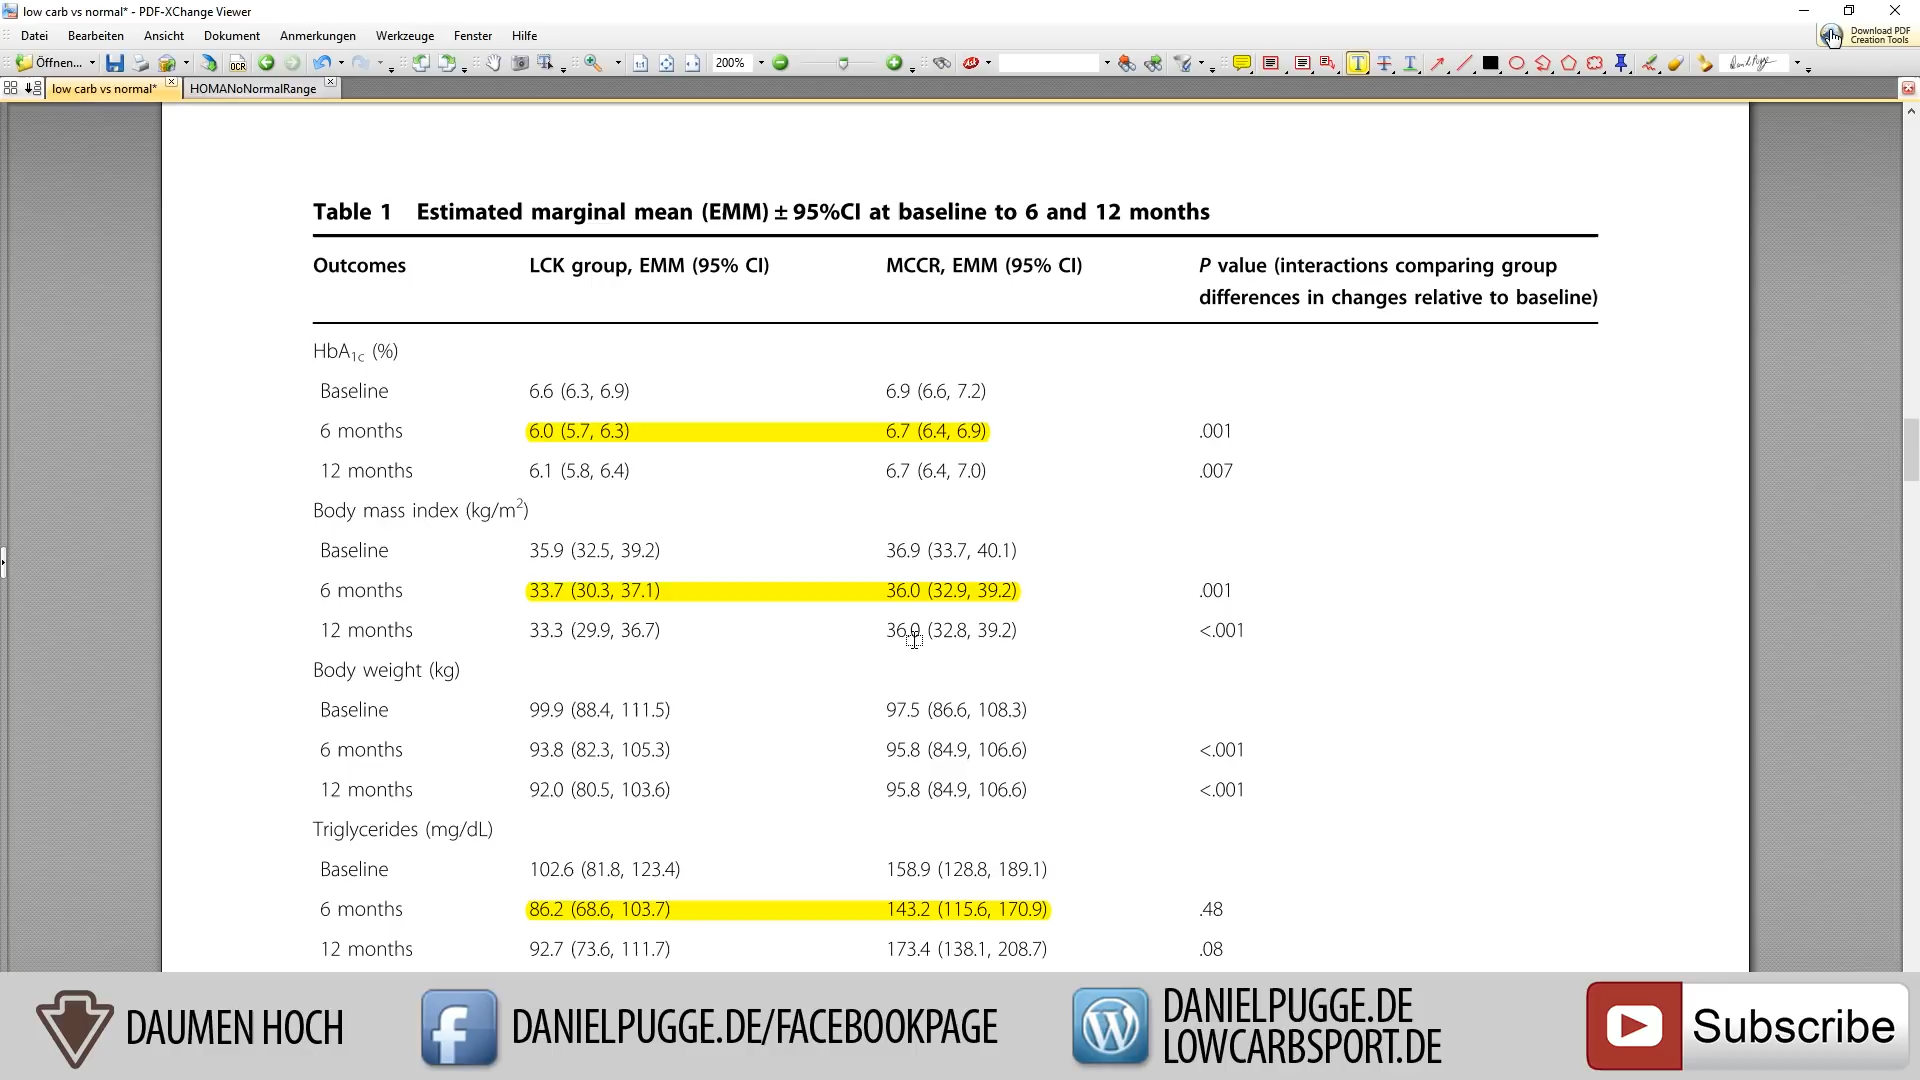 low carb vs normal* - PDF-XChange Viewer
Datei Bearbeiten Ansicht Dokument Anmerkungen Werkzeuge Fenster Hilfe
Download PDF
Creation Tools
Öffnen... OCR 200%
low carb vs normal* HOMANoNormalRange
Table 1 Estimated marginal mean (EMM) ± 95%CI at baseline to 6 and 12 months
Outcomes LCK group, EMM (95% CI) MCCR, EMM (95% CI) P value (interactions comparing group
differences in changes relative to baseline)
HbA1c (%)
Baseline 6.6 (6.3, 6.9) 6.9 (6.6, 7.2)
6 months 6.0 (5.7, 6.3) 6.7 (6.4, 6.9) .001
12 months 6.1 (5.8, 6.4) 6.7 (6.4, 7.0) .007
Body mass index (kg/m2)
Baseline 35.9 (32.5, 39.2) 36.9 (33.7, 40.1)
6 months 33.7 (30.3, 37.1) 36.0 (32.9, 39.2) .001
12 months 33.3 (29.9, 36.7) 36.0 (32.8, 39.2) <.001
Body weight (kg)
Baseline 99.9 (88.4, 111.5) 97.5 (86.6, 108.3)
6 months 93.8 (82.3, 105.3) 95.8 (84.9, 106.6) <.001
12 months 92.0 (80.5, 103.6) 95.8 (84.9, 106.6) <.001
Triglycerides (mg/dL)
Baseline 102.6 (81.8, 123.4) 158.9 (128.8, 189.1)
6 months 86.2 (68.6, 103.7) 143.2 (115.6, 170.9) .48
12 months 92.7 (73.6, 111.7) 173.4 (138.1, 208.7) .08
DAUMEN HOCH
DANIELPUGGE.DE/FACEBOOKPAGE
DANIELPUGGE.DE
LOWCARBSPORT.DE
Subscribe